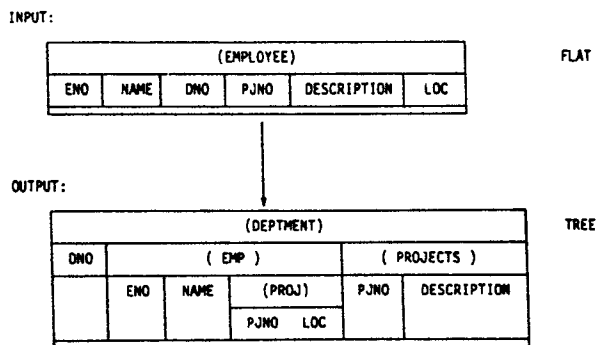 INPUT:
(EMPLOYEE) FLAT
ENO NAME DNO PJNO DESCRIPTION LOC
OUTPUT:
(DEPTMENT) TREE
DNO ( EMP ) ( PROJECTS )
ENO NAME (PROJ) PJNO DESCRIPTION
PJNO LOC